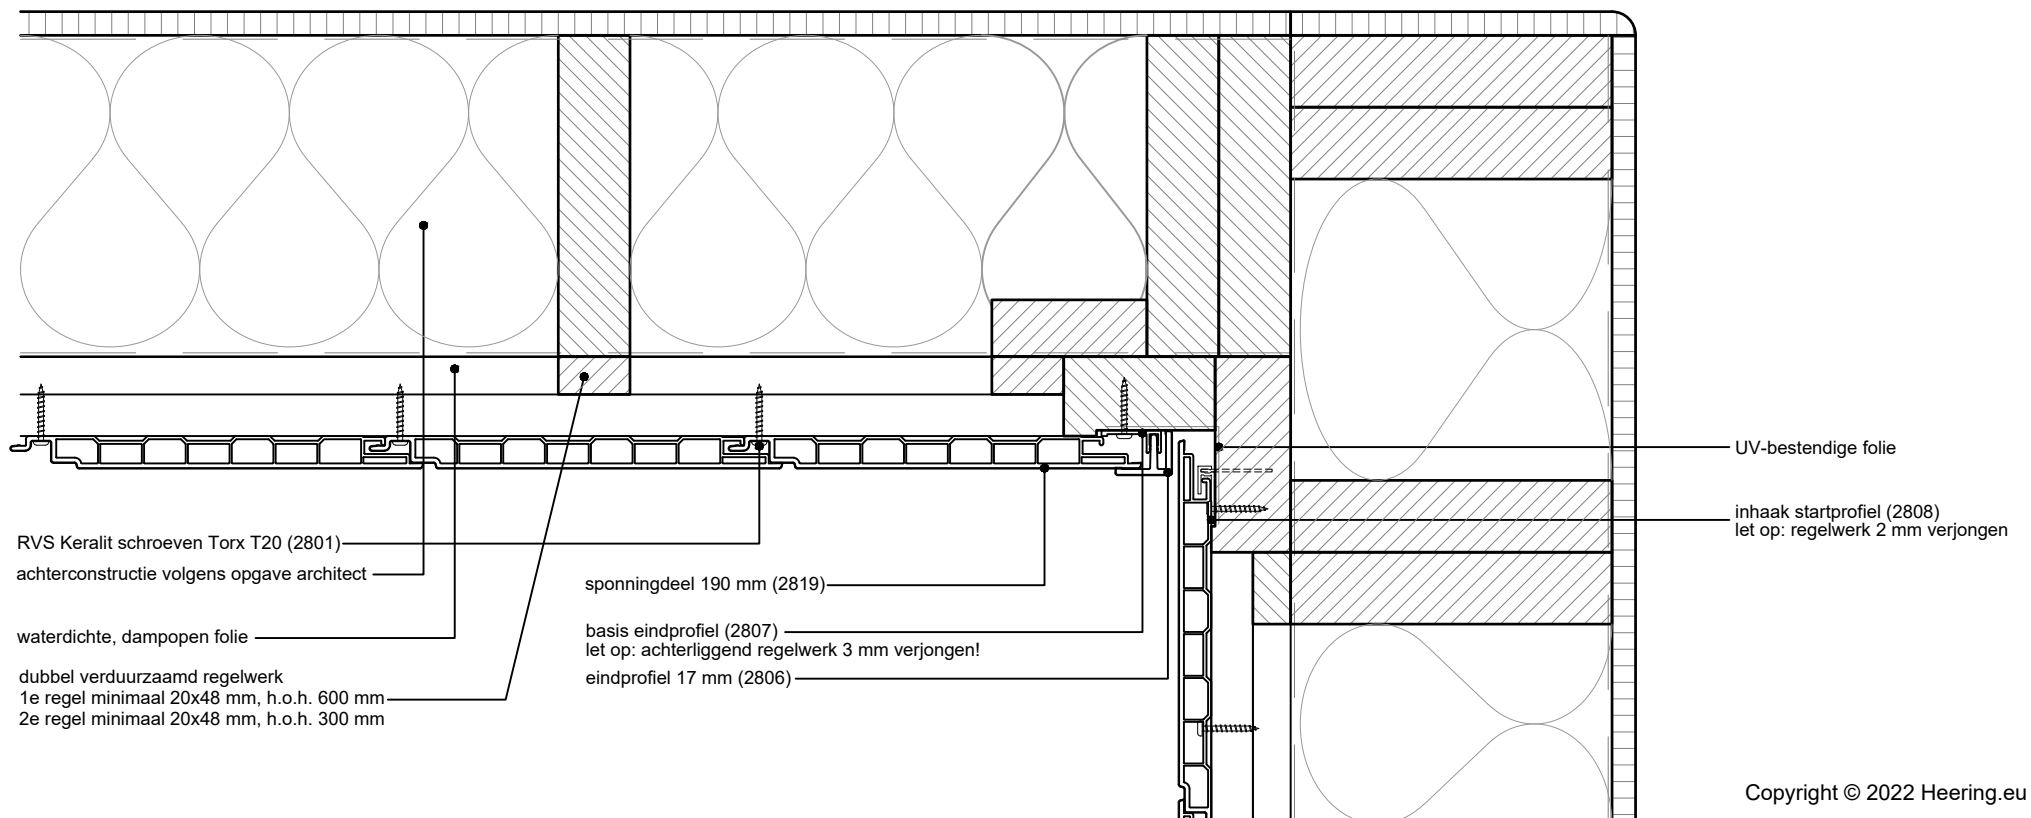 RVS Keralit schroeven Torx T20 (2801)
achterconstructie volgens opgave architect
waterdichte, dampopen folie
dubbel verduurzaamd regelwerk
1e regel minimaal 20x48 mm, h.o.h. 600 mm
2e regel minimaal 20x48 mm, h.o.h. 300 mm
sponningdeel 190 mm (2819)
basis eindprofiel (2807)
let op: achterliggend regelwerk 3 mm verjongen!
eindprofiel 17 mm (2806)
UV-bestendige folie
inhaak startprofiel (2808)
let op: regelwerk 2 mm verjongen
Copyright © 2022 Heering.eu